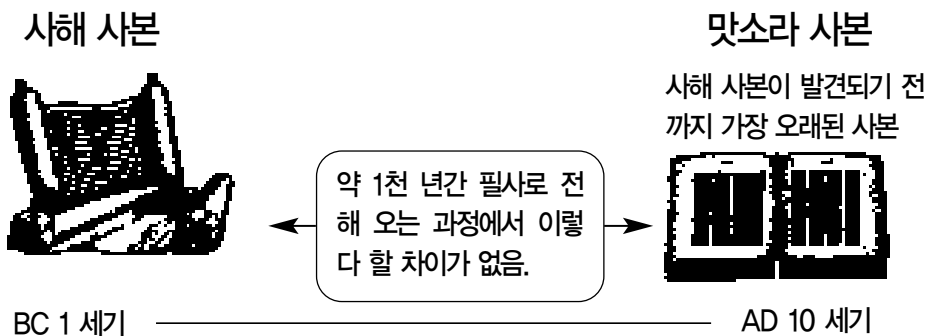 사해 사본
맛소라 사본
사해 사본이 발견되기 전
까지 가장 오래된 사본
약 1천 년간 필사로 전
해 오는 과정에서 이렇
다 할 차이가 없음.
BC 1 세기
AD 10 세기